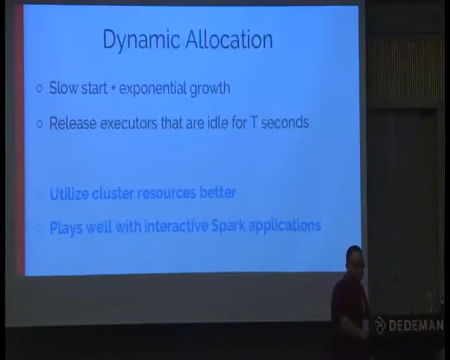 Dynamic Allocation
Slow start + exponential growth
Release executors that are idle for T seconds
Utilize cluster resources better
Plays well with interactive Spark applications
DEDEMAN